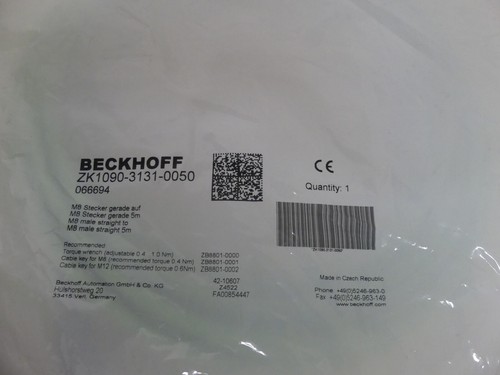 BECKHOFF
ZK1090-3131-0050
066694
CE
Quantity: 1
M8 Stecker gerade auf
M8 Stecker gerade 5m
M8 male straight to
M8 male straight 5m
Recommended
Torque wrench (adjustable 0.4 1.0 Nm) ZB8801-0000
Cable key for M8 (recommended torque 0.4 Nm) ZB8801-0001
Cable key for M12 (recommended torque 0.6Nm) ZB8801-0002
Beckhoff Automation GmbH & Co. KG
Hülshorstweg 20
33415 Verl, Germany
42-10607
FA00854447
Made in Czech Republic
Phone: +49(0)5246-963-0
Fax: +49(0)5246-963-149
www.beckhoff.com